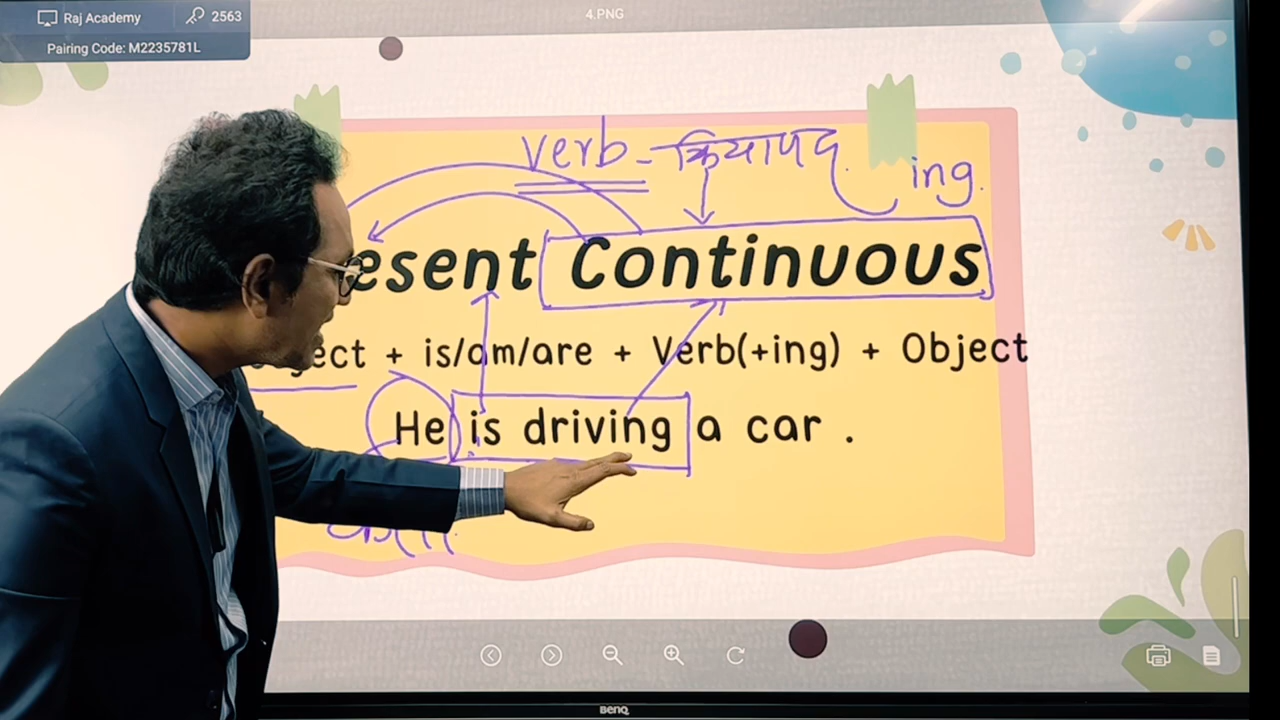 Raj Academy 2563
Pairing Code: M2235781L
4.PNG
verb - क्रियापद
ing.
esent Continuous
ject + is/am/are + Verb(+ing) + Object
He is driving a car .
BenQ